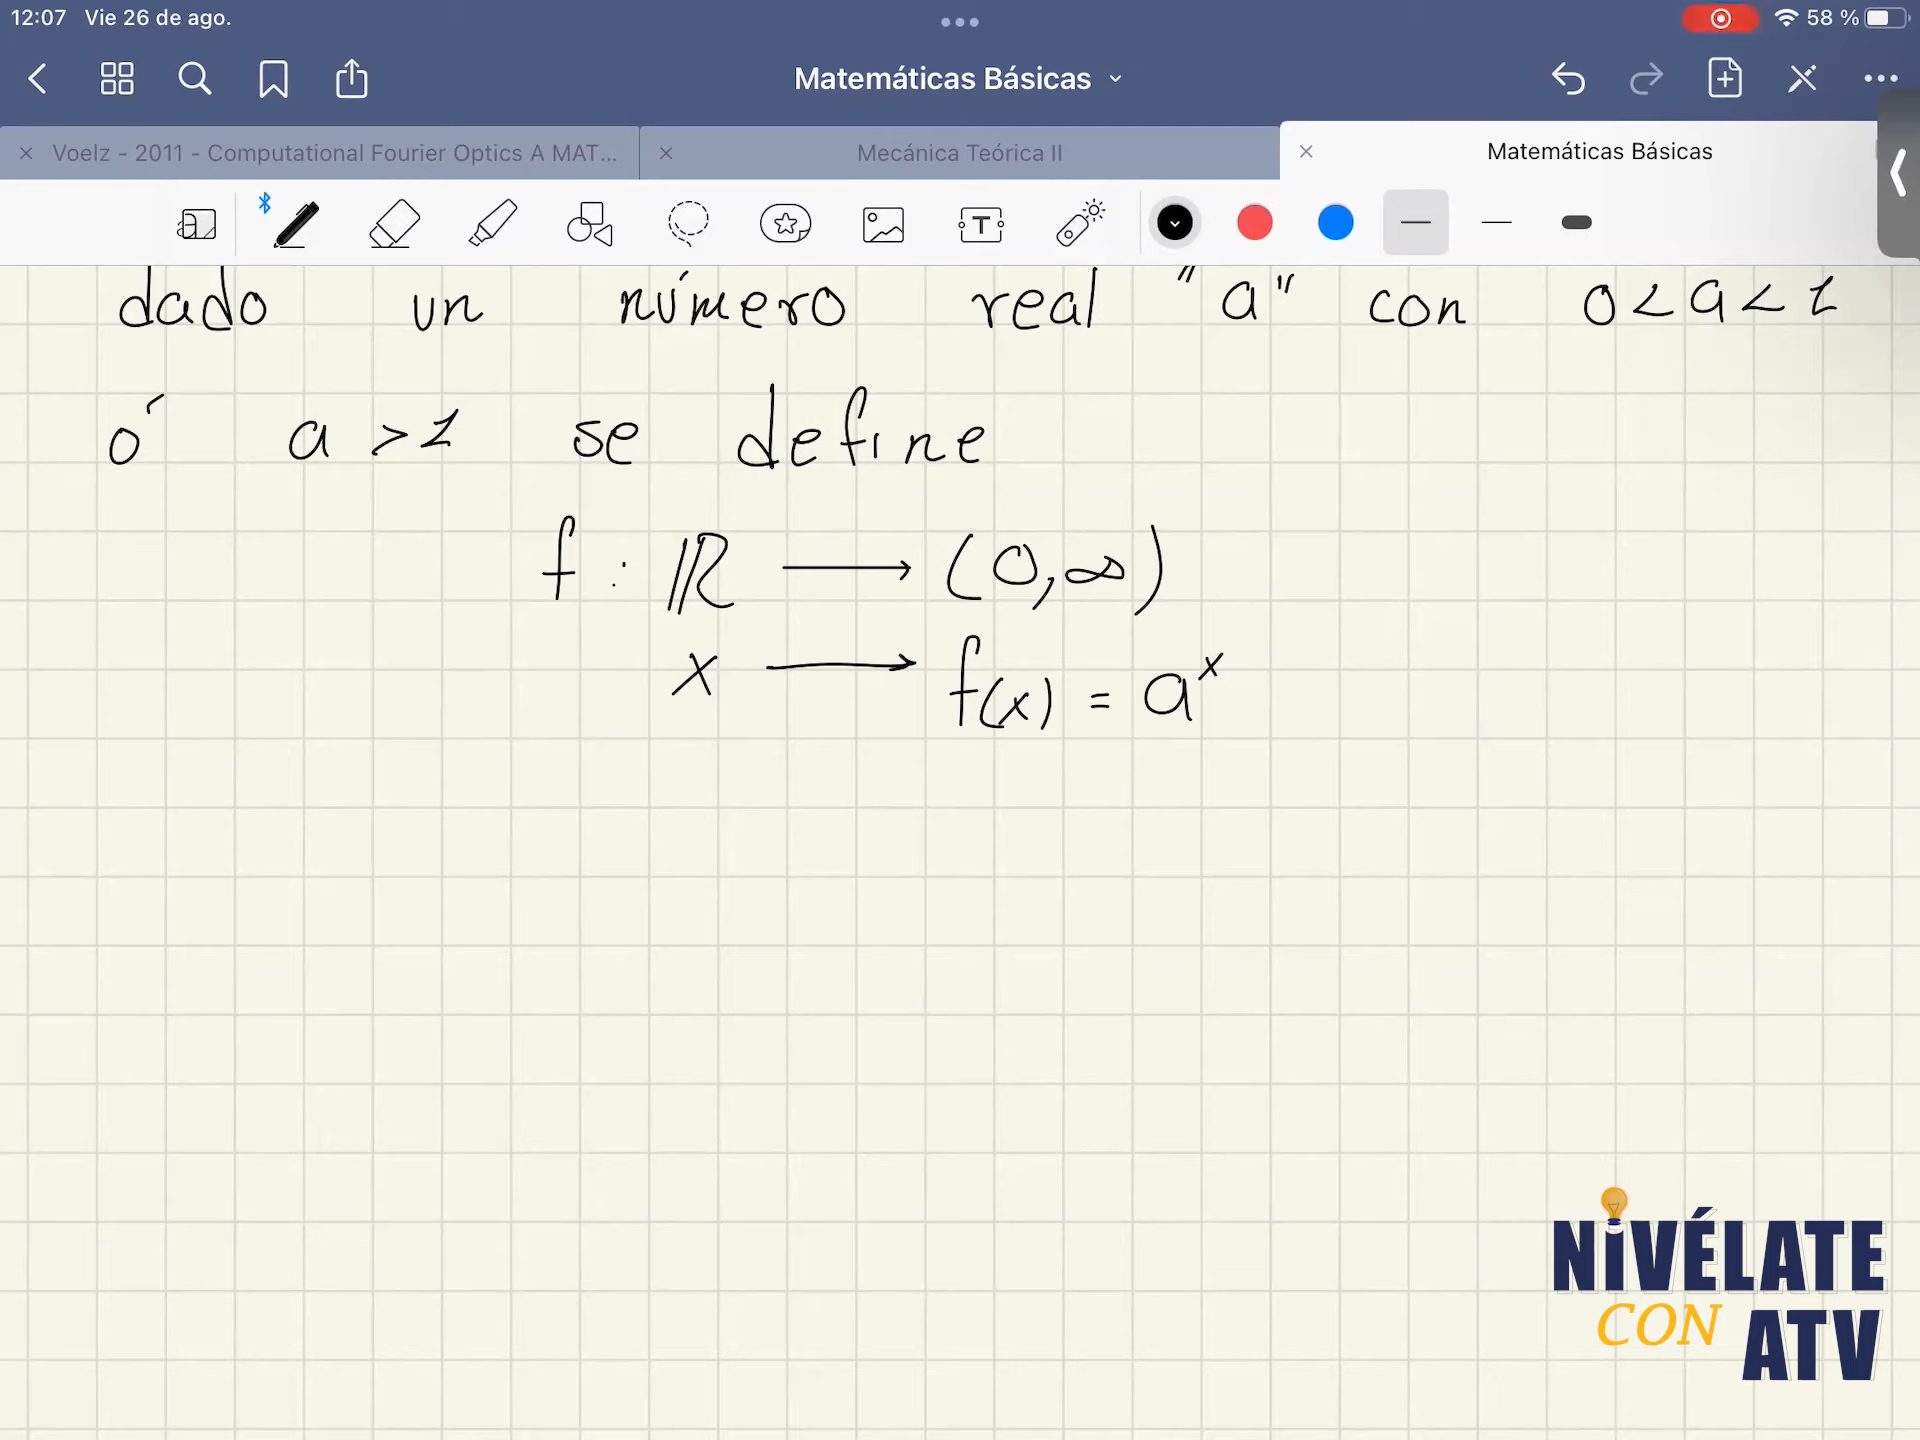 12:07 Vie 26 de ago.
58 %
Matemáticas Básicas
Voelz - 2011 - Computational Fourier Optics A MAT...
Mecánica Teórica II
Matemáticas Básicas
dado un número real "a" con 0 < a < 1
ó a > 1 se define
f : ℝ ⟶ (0, ∞)
x ⟶ f(x) = aˣ
NIVÉLATE
CON
ATV